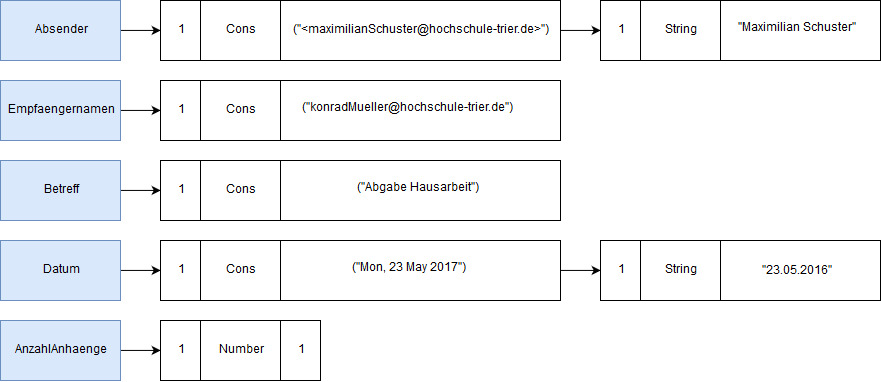 Absender 1 Cons ("<maximilianSchuster@hochschule-trier.de>") 1 String "Maximilian Schuster"
Empfaengernamen 1 Cons ("konradMueller@hochschule-trier.de")
Betreff 1 Cons ("Abgabe Hausarbeit")
Datum 1 Cons ("Mon, 23 May 2017") 1 String "23.05.2016"
AnzahlAnhaenge 1 Number 1